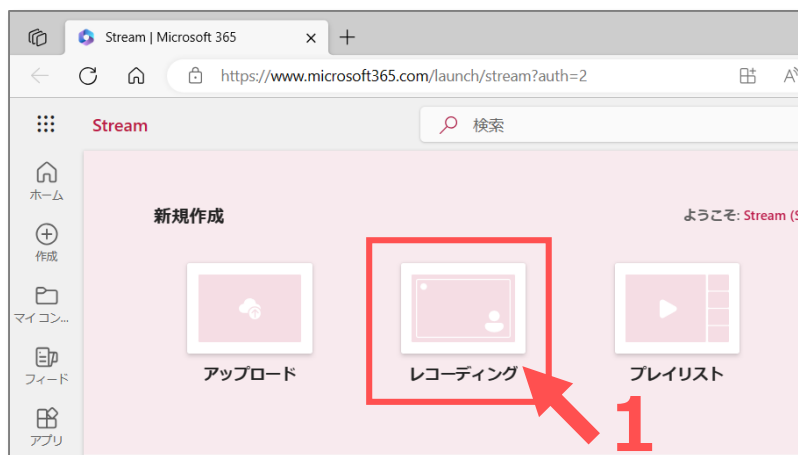 Stream | Microsoft 365
https://www.microsoft365.com/launch/stream?auth=2
Stream
検索
ホーム
作成
マイ コン...
フィード
アプリ
新規作成
ようこそ: Stream (S
アップロード
レコーディング
プレイリスト
1